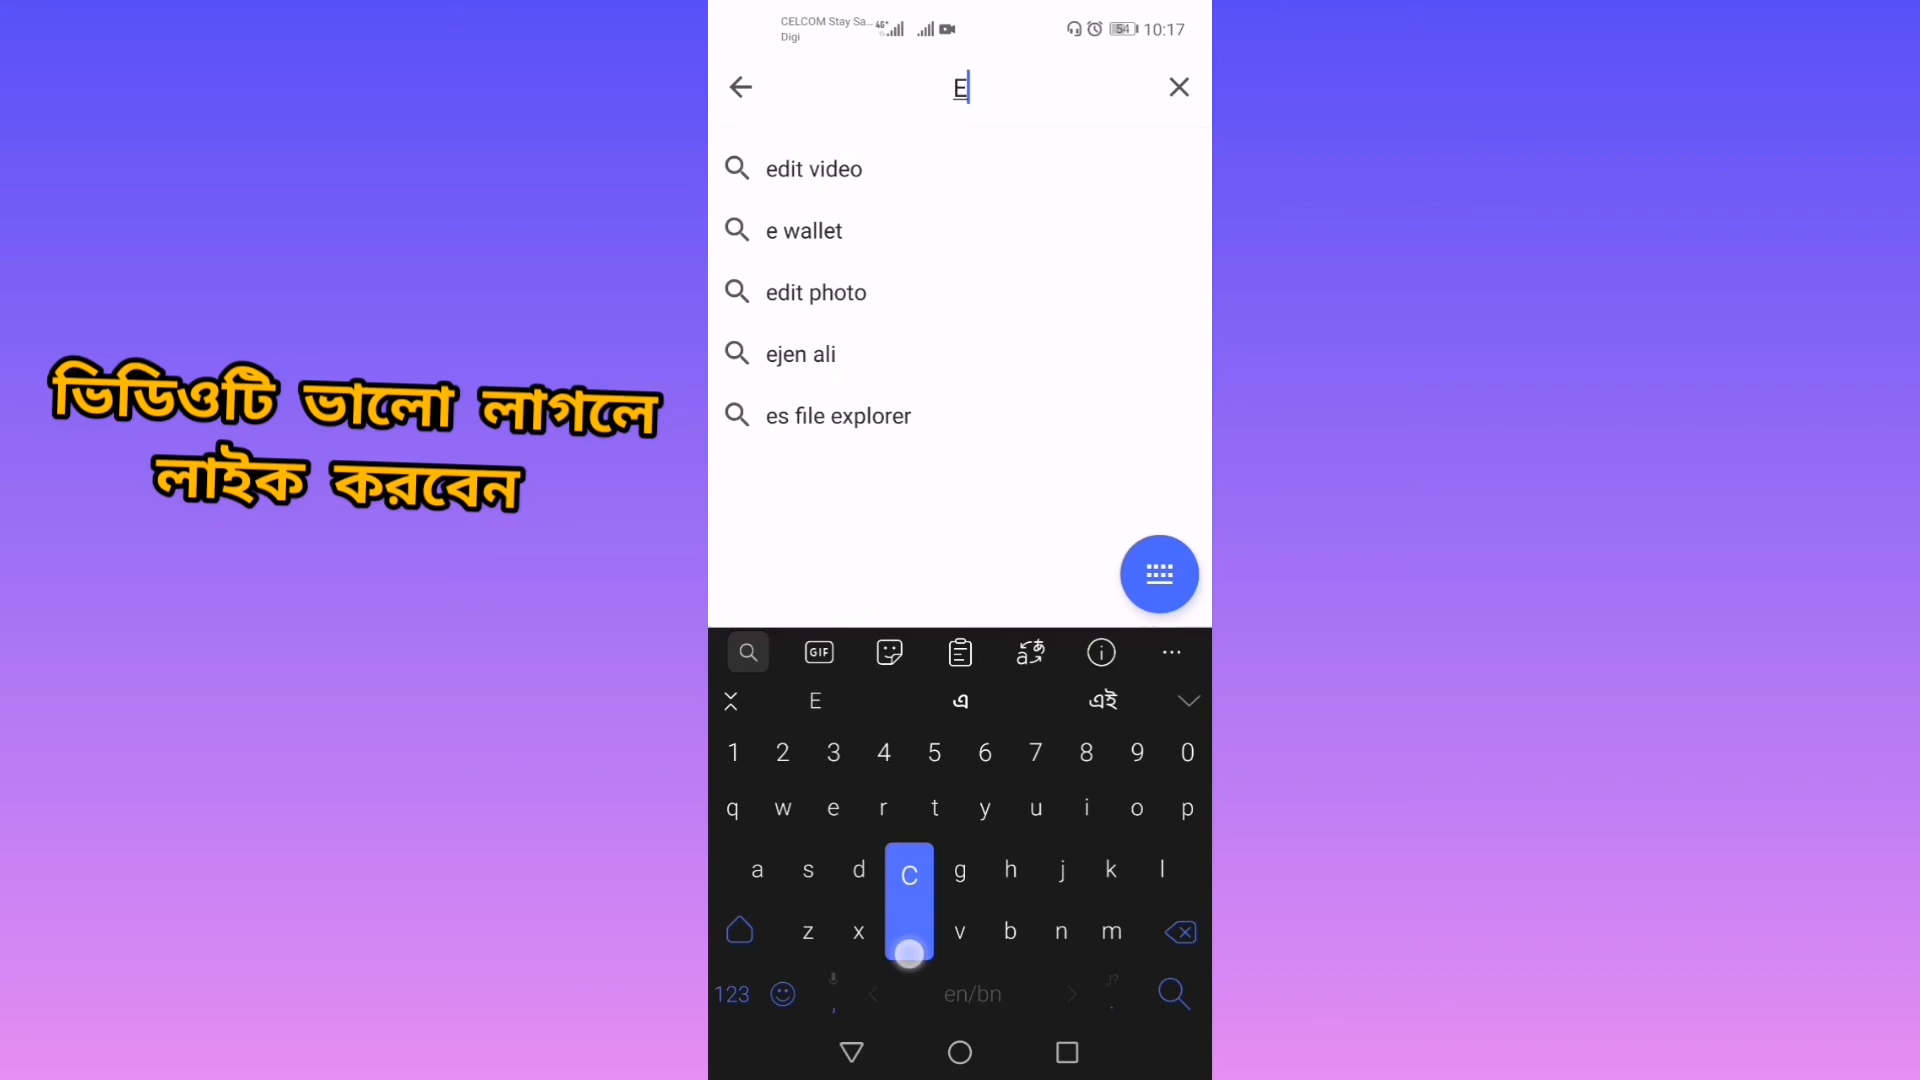 CELCOM Stay Sa...
Digi
4G+
54
10:17
E
edit video
e wallet
edit photo
ejen ali
es file explorer
ভিডিওটি ভালো লাগলে
লাইক করবেন
GIF
E এ এই
1 2 3 4 5 6 7 8 9 0
q w e r t y u i o p
a s d C g h j k l
z x v b n m
123 , en/bn .